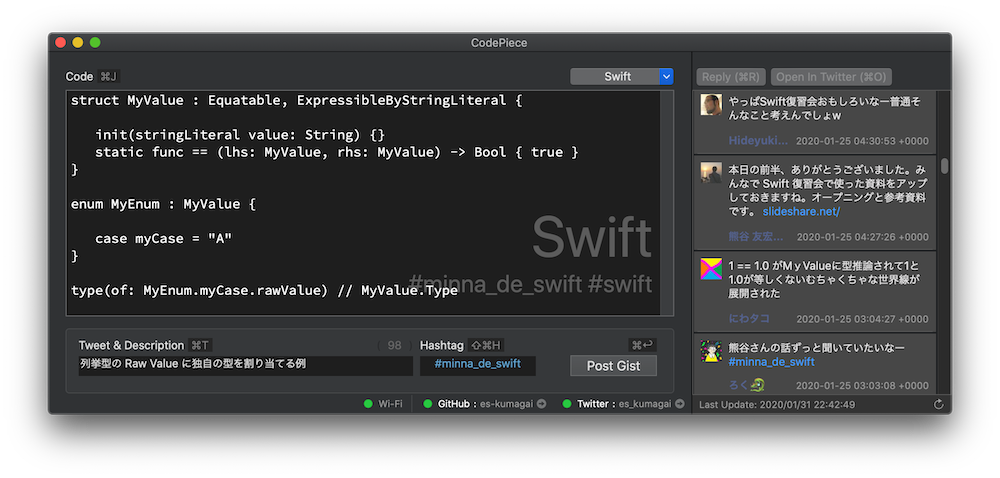 CodePiece
Code ⌘J
Swift
struct MyValue : Equatable, ExpressibleByStringLiteral {
init(stringLiteral value: String) {}
static func == (lhs: MyValue, rhs: MyValue) -> Bool { true }
}
enum MyEnum : MyValue {
case myCase = "A"
}
type(of: MyEnum.myCase.rawValue) // MyValue.Type
Swift
#minna_de_swift #swift
Tweet & Description ⌘T
98
Hashtag ⇧⌘H
⌘↩
列挙型の Raw Value に独自の型を割り当てる例
#minna_de_swift
Post Gist
Wi-Fi
GitHub : es-kumagai
Twitter : es_kumagai
Reply (⌘R)
Open In Twitter (⌘O)
やっぱSwift復習会おもしろいなー普通そ
んなこと考えんでしょw
Hideyuki... 2020-01-25 04:30:53 +0000
本日の前半、ありがとうございました。み
んなで Swift 復習会で使った資料をアップ
しておきますね。オープニングと参考資料
です。 slideshare.net/
熊谷 友宏... 2020-01-25 04:27:26 +0000
1 == 1.0 がM y Valueに型推論されて1と
1.0が等しくないむちゃくちゃな世界線が
展開された
にわタコ 2020-01-25 03:04:27 +0000
熊谷さんの話ずっと聞いていたいなー
#minna_de_swift
ろく🐉 2020-01-25 03:03:08 +0000
Last Update: 2020/01/31 22:42:49